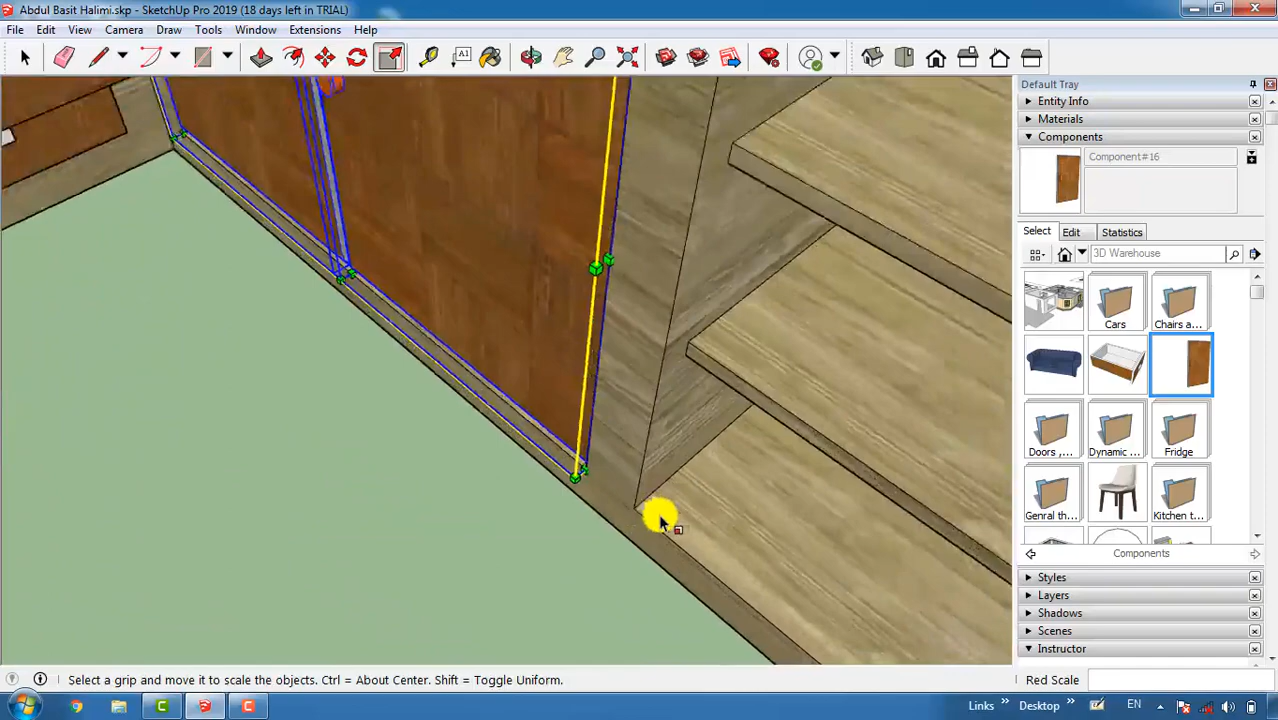 Abdul Basit Halimi.skp - SketchUp Pro 2019 (18 days left in TRIAL)
File Edit View Camera Draw Tools Window Extensions Help
A1
Default Tray
Entity Info
Materials
Components
Component#16
Select Edit Statistics
3D Warehouse
Cars
Chairs a...
Doors ,...
Dynamic ...
Fridge
Genral th...
Kitchen t...
Components
Styles
Layers
Shadows
Scenes
Instructor
Select a grip and move it to scale the objects. Ctrl = About Center. Shift = Toggle Uniform.
Red Scale
Links
Desktop
EN